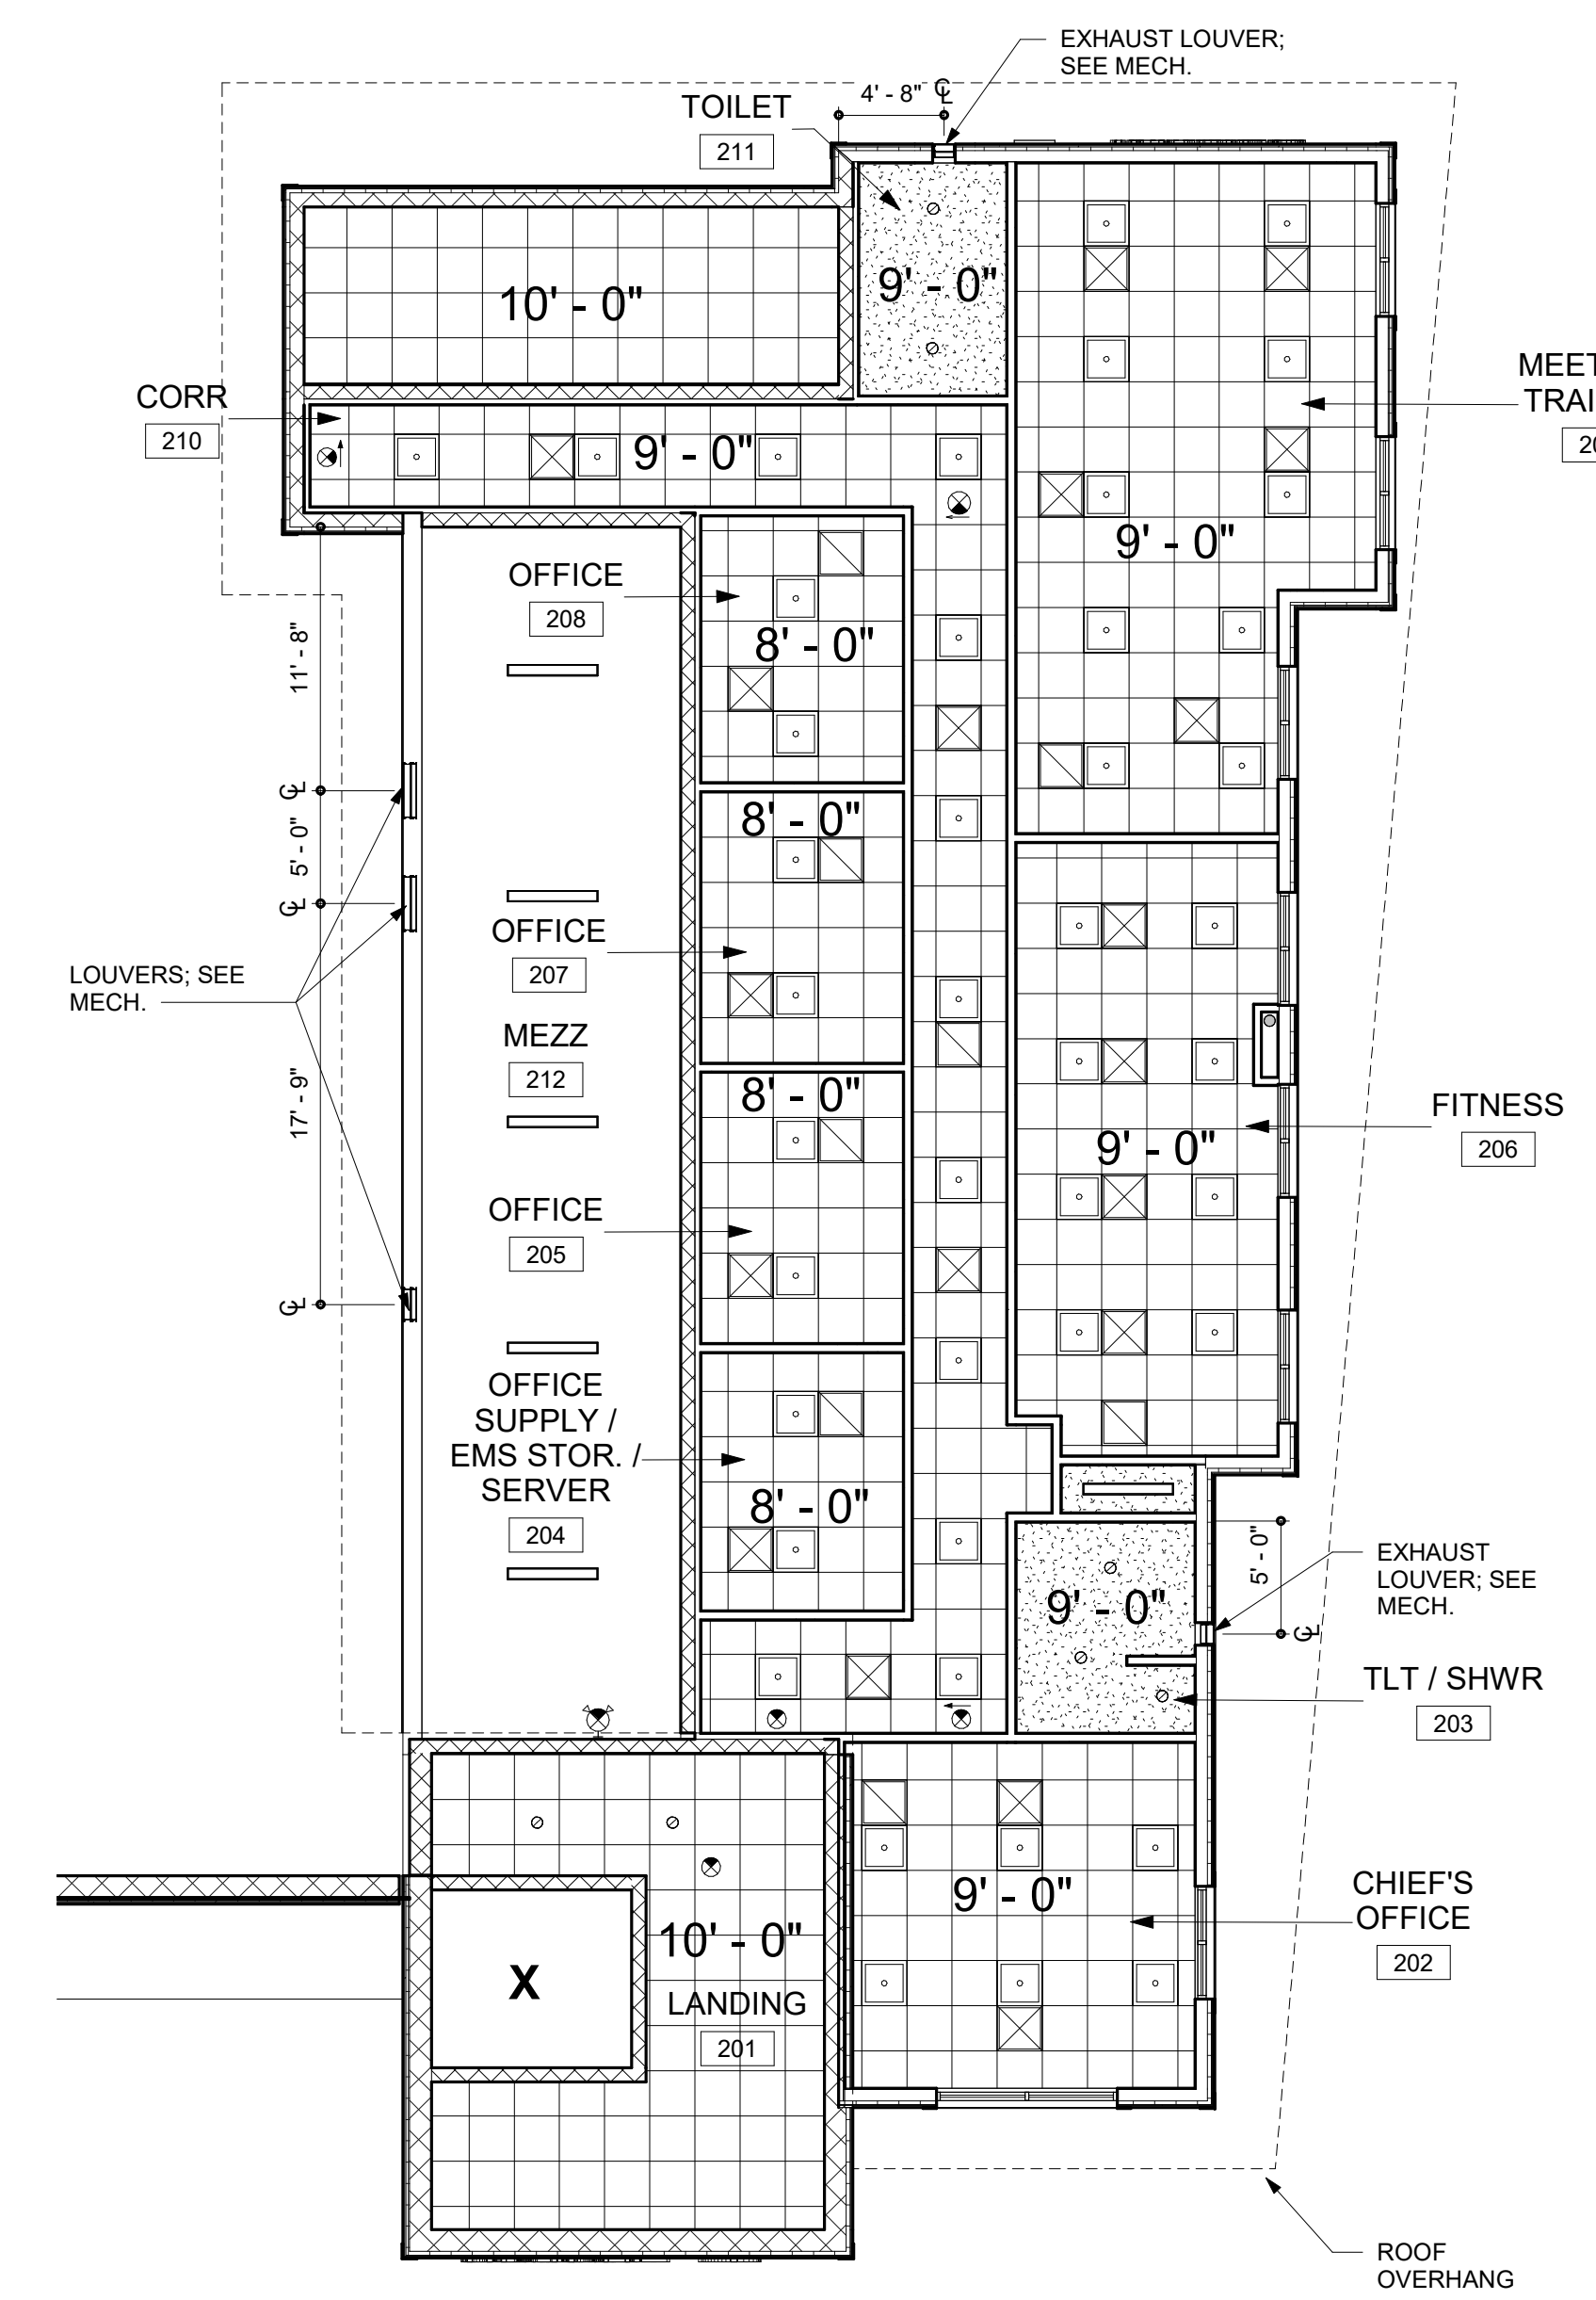 EXHAUST LOUVER;
SEE MECH.
4' - 8"
TOILET
211
10' - 0"
9' - 0"
CORR
210
9' - 0"
MEET
TRAI
20
9' - 0"
OFFICE
208
8' - 0"
11' - 8"
5' - 0"
8' - 0"
OFFICE
207
LOUVERS; SEE
MECH.
MEZZ
212
8' - 0"
17' - 9"
FITNESS
206
9' - 0"
OFFICE
205
OFFICE
SUPPLY /
EMS STOR. /
SERVER
204
8' - 0"
5' - 0"
EXHAUST
LOUVER; SEE
MECH.
9' - 0"
TLT / SHWR
203
9' - 0"
CHIEF'S
OFFICE
202
10' - 0"
X
LANDING
201
ROOF
OVERHANG